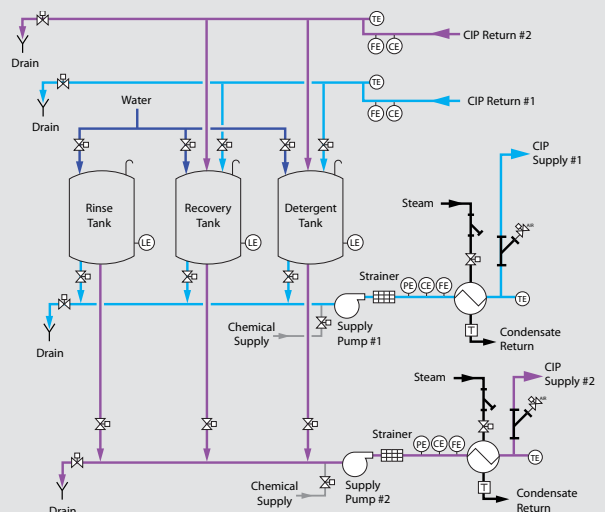 TE
CIP Return #2
FE CE
Drain
TE
CIP Return #1
FE CE
Water
Drain
CIP
Supply #1
Steam
AIR
Rinse
Tank
Recovery
Tank
Detergent
Tank
LE
LE
LE
Strainer
PE CE FE
TE
Chemical
Supply
Supply
Pump #1
T
Condensate
Return
Drain
CIP
Supply #2
Steam
AIR
Strainer
PE CE FE
TE
Chemical
Supply
Supply
Pump #2
T
Condensate
Return
Drain